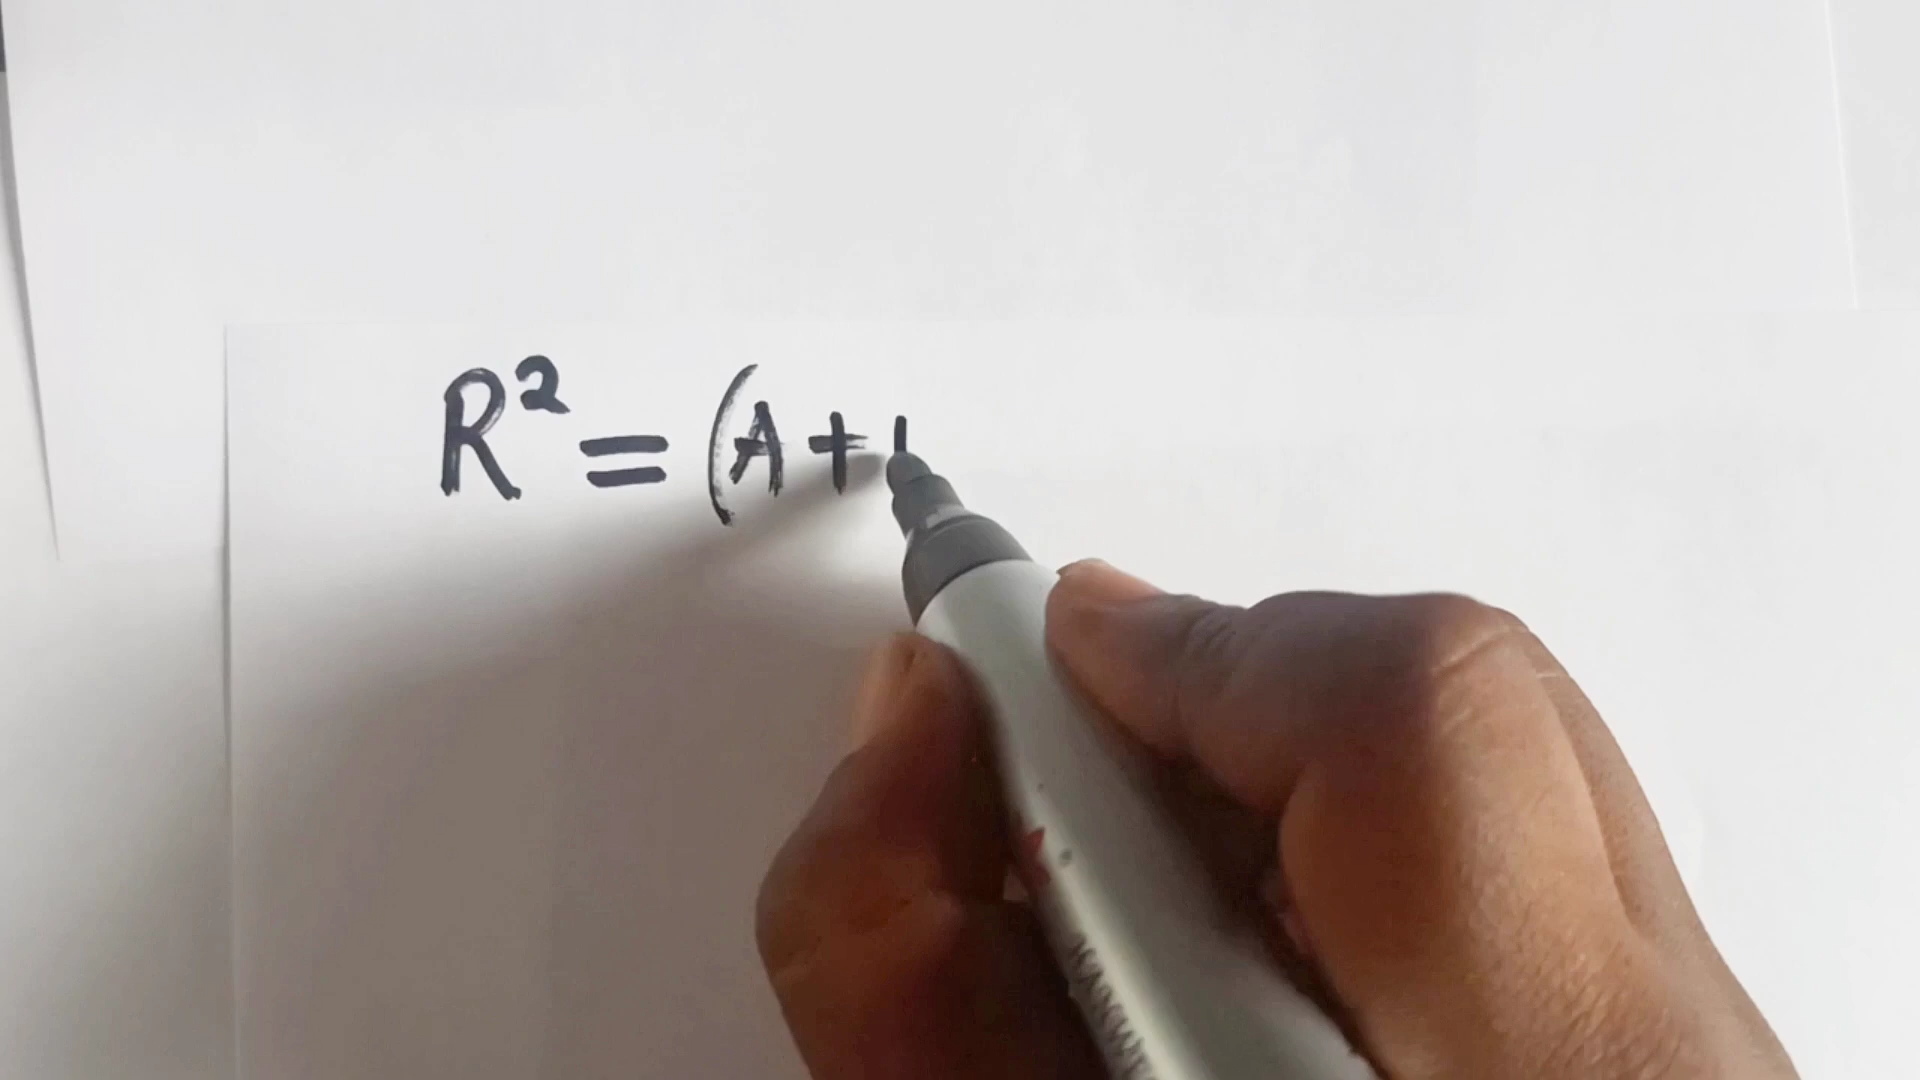 R² = (A +